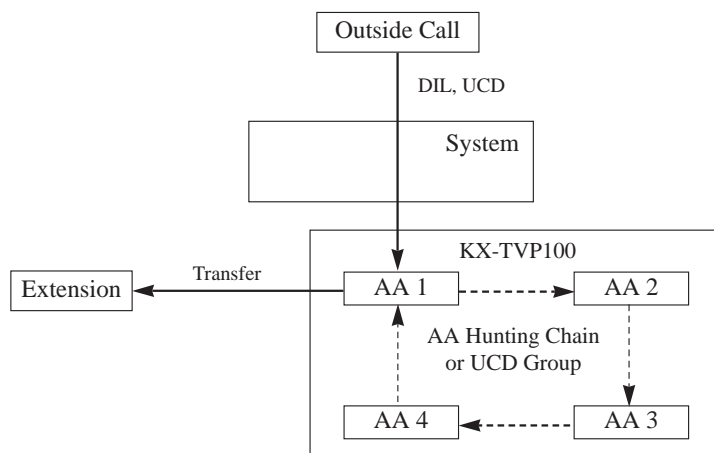 Outside Call
DIL, UCD
System
KX-TVP100
Transfer
Extension
AA 1
AA 2
AA Hunting Chain
or UCD Group
AA 4
AA 3